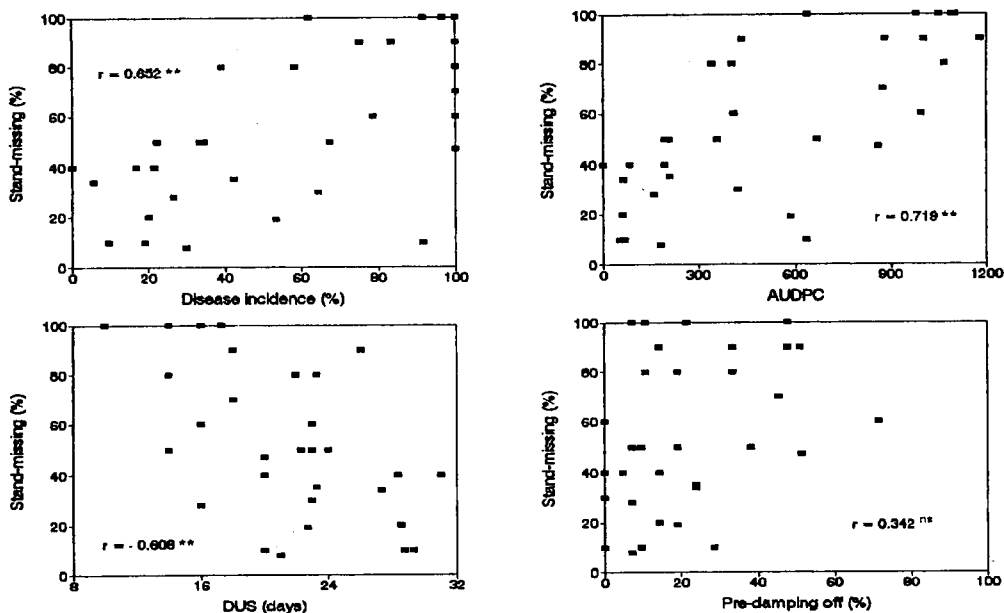 100
80
60
40
20
0
Stand-missing (%)
r = 0.652 **
0 20 40 60 80 100
Disease incidence (%)
100
80
60
40
20
0
Stand-missing (%)
r = 0.719 **
0 300 600 900 1200
AUDPC
100
80
60
40
20
0
Stand-missing (%)
r = - 0.608 **
8 16 24 32
DUS (days)
100
80
60
40
20
0
Stand-missing (%)
r = 0.342 ns
0 20 40 60 80 100
Pre-damping off (%)